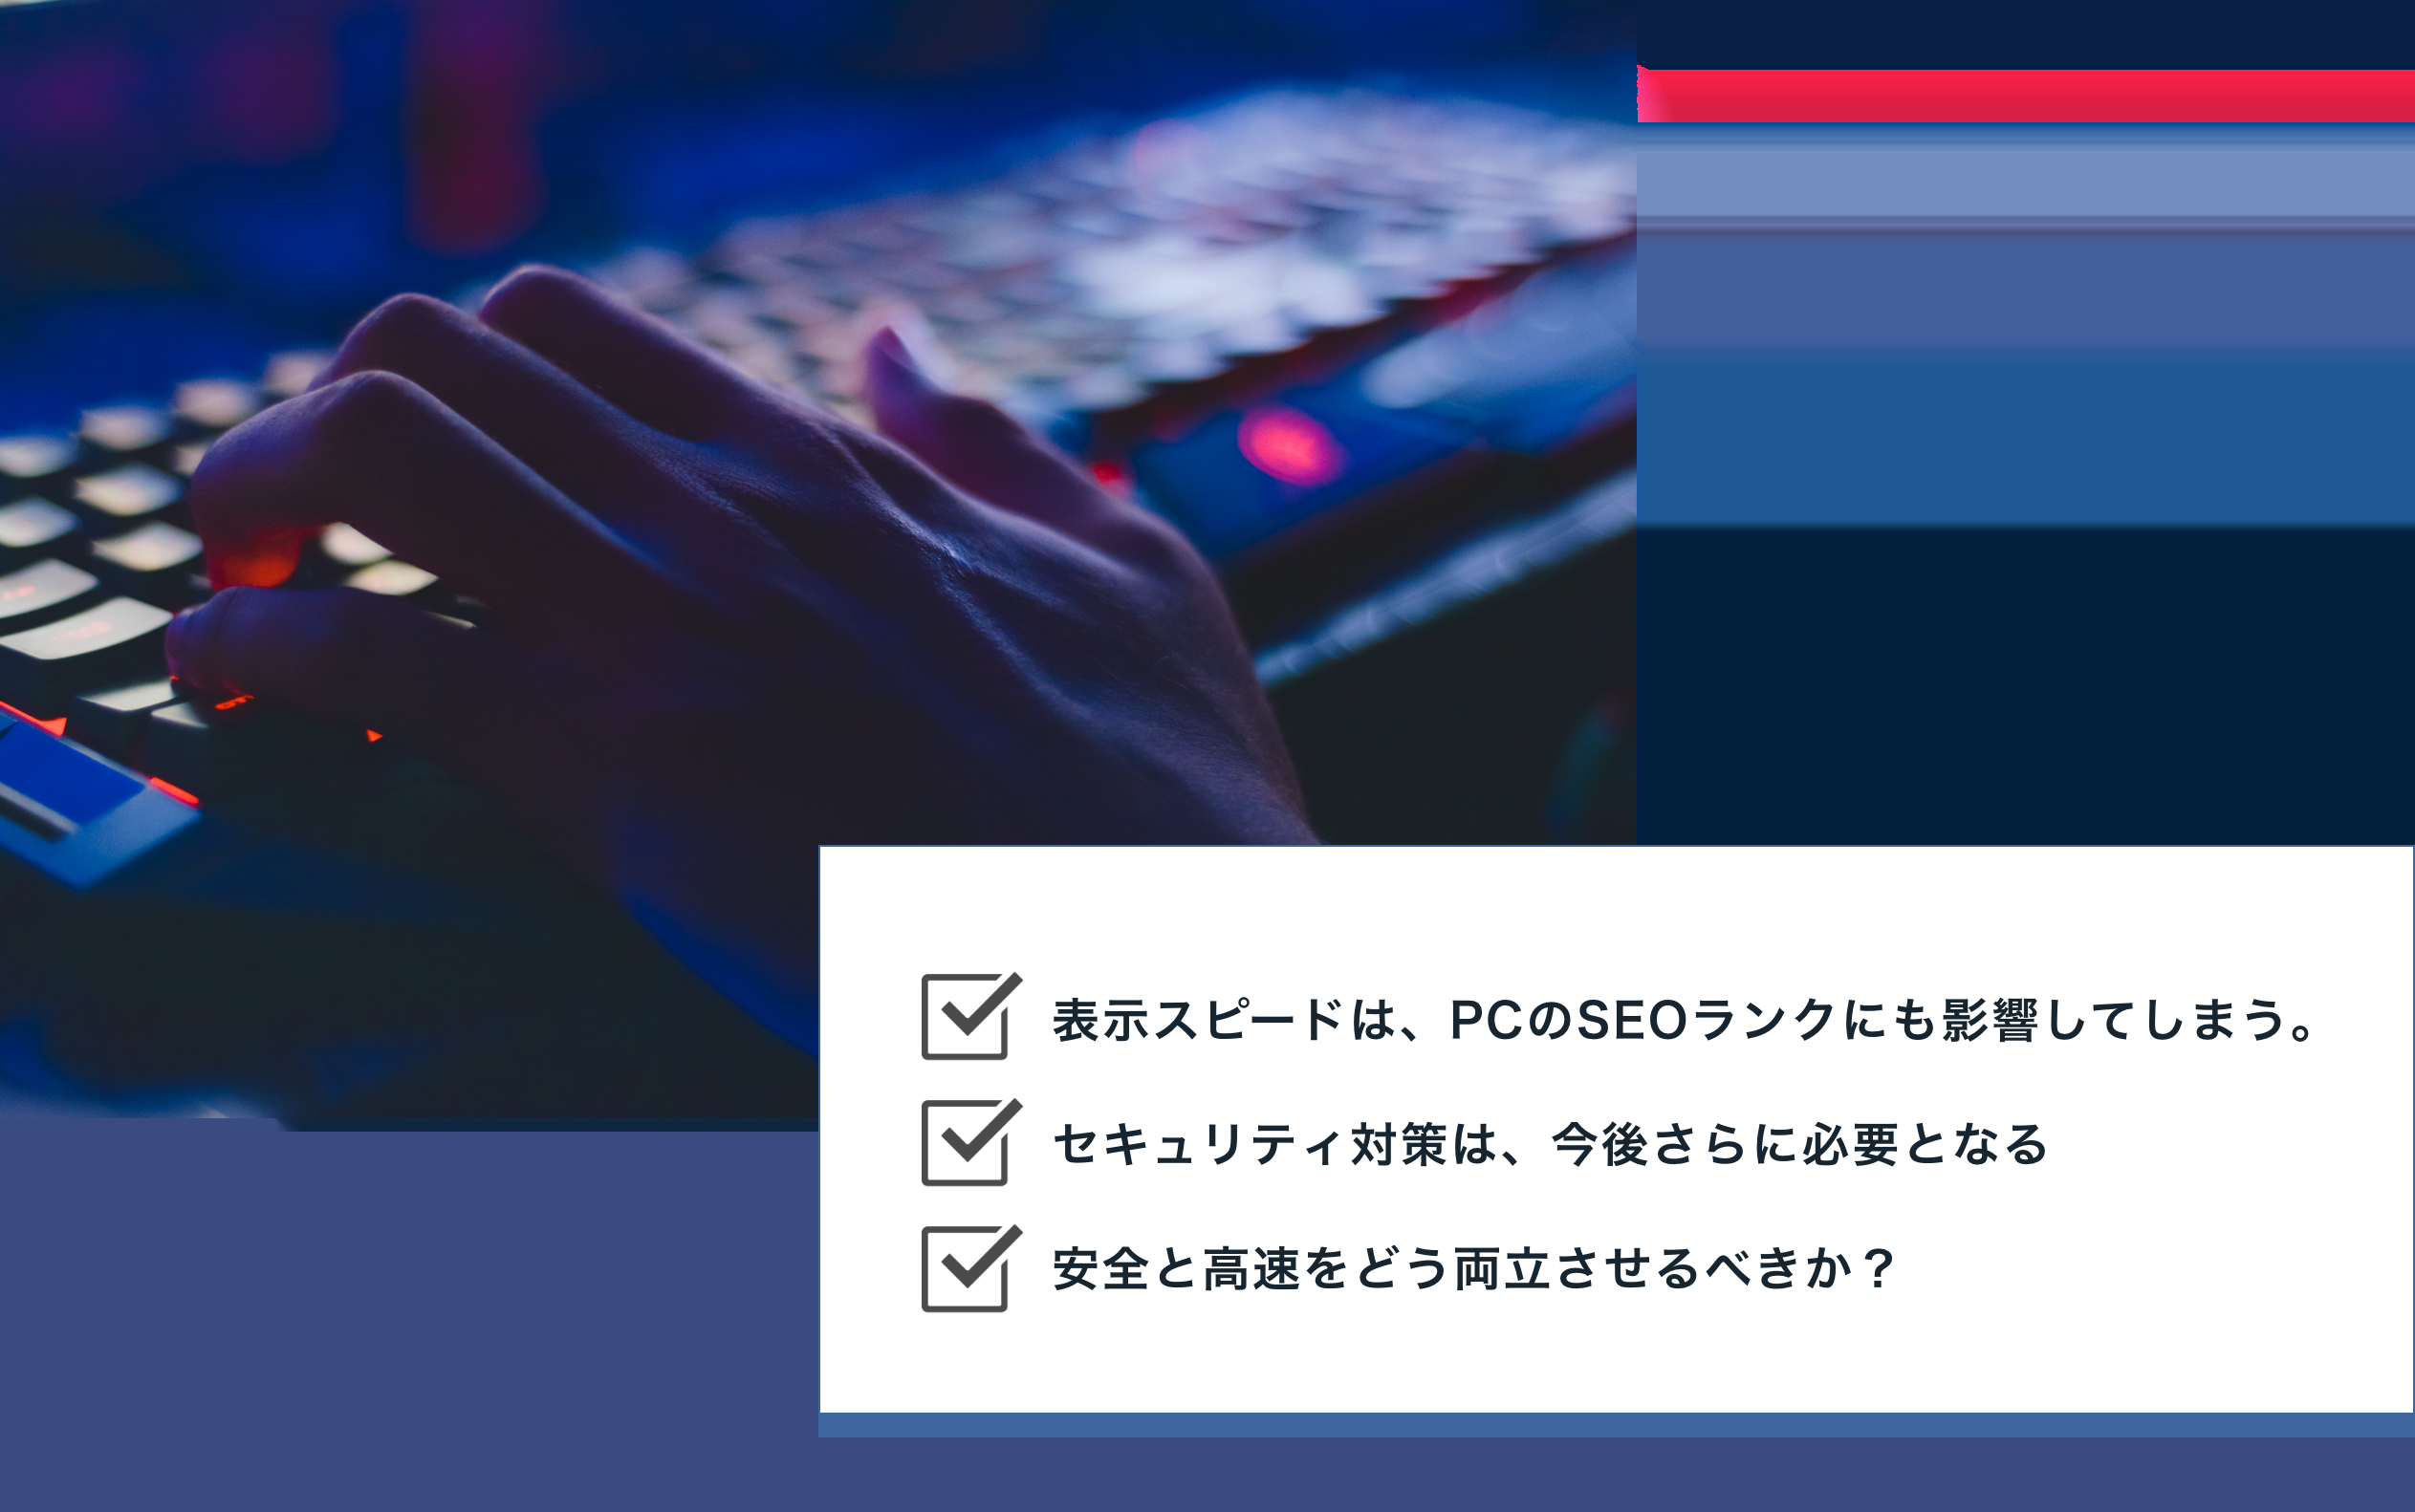 表示スピードは、PCのSEOランクにも影響してしまう。
セキュリティ対策は、今後さらに必要となる
安全と高速をどう両立させるべきか？